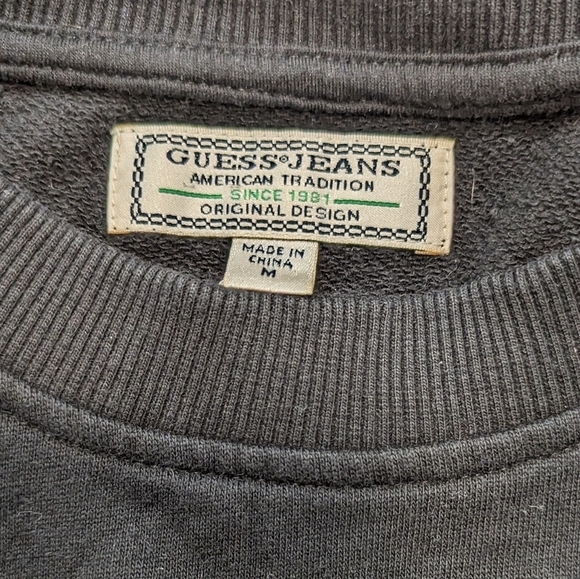 GUESS®JEANS
AMERICAN TRADITION
SINCE 1981
ORIGINAL DESIGN
MADE IN
CHINA
M